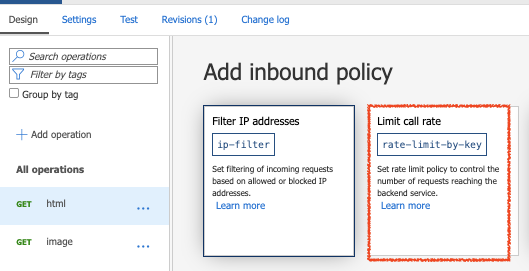 Design
Settings
Test
Revisions (1)
Change log
Search operations
Filter by tags
Group by tag
+ Add operation
All operations
GET html ...
GET image ...
Add inbound policy
Filter IP addresses
ip-filter
Set filtering of incoming requests
based on allowed or blocked IP
addresses.
Learn more
Limit call rate
rate-limit-by-key
Set rate limit policy to control the
number of requests reaching the
backend service.
Learn more